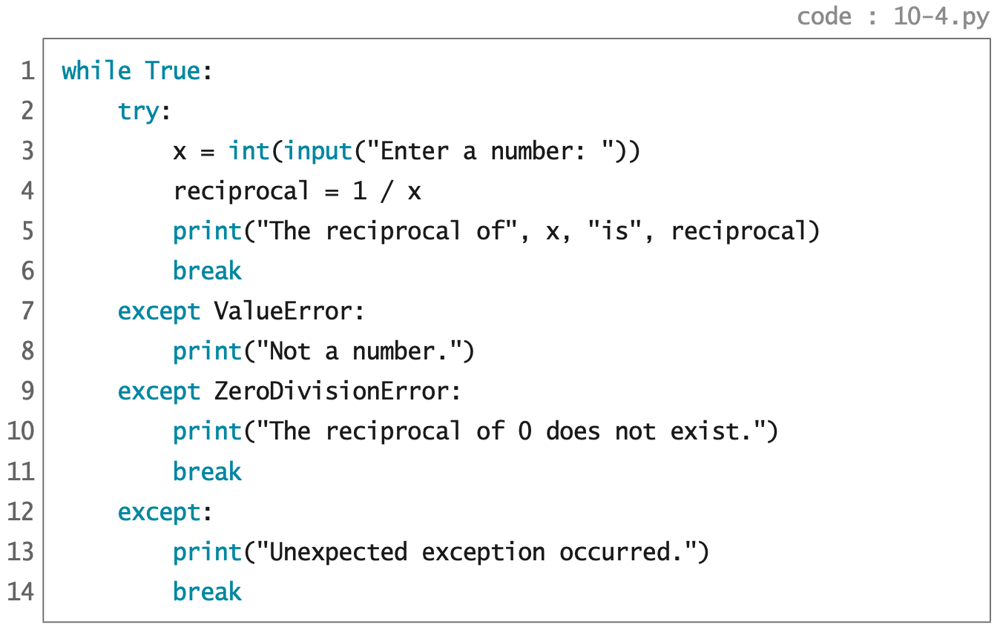 code : 10-4.py
1 while True:
2     try:
3         x = int(input("Enter a number: "))
4         reciprocal = 1 / x
5         print("The reciprocal of", x, "is", reciprocal)
6         break
7     except ValueError:
8         print("Not a number.")
9     except ZeroDivisionError:
10         print("The reciprocal of 0 does not exist.")
11         break
12     except:
13         print("Unexpected exception occurred.")
14         break